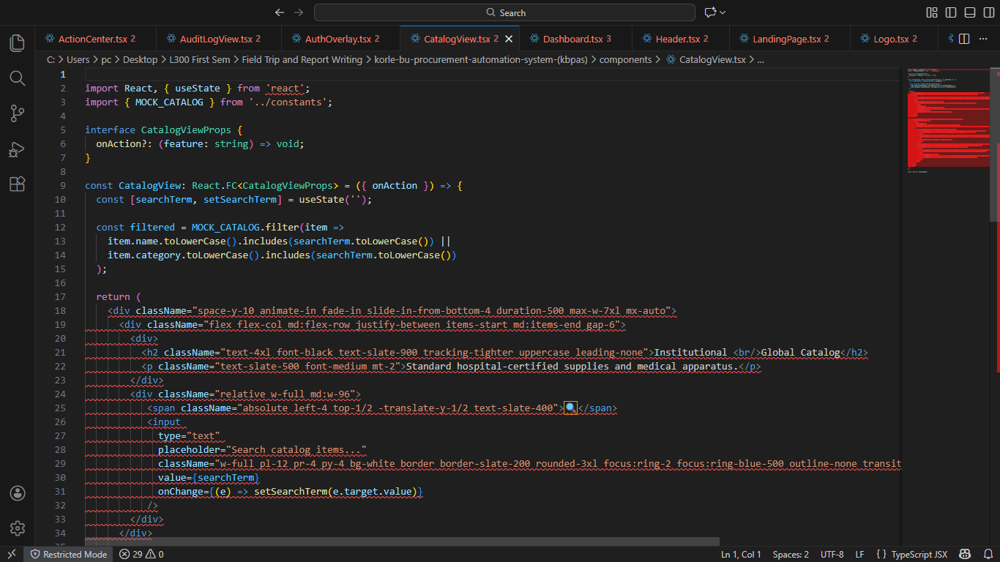 Search
ActionCenter.tsx 2
AuditLogView.tsx 2
AuthOverlay.tsx 2
CatalogView.tsx 2
Dashboard.tsx 3
Header.tsx 2
LandingPage.tsx 2
Logo.tsx 2
C: > Users > pc > Desktop > L300 First Sem > Field Trip and Report Writing > korle-bu-procurement-automation-system-(kbpas) > components > CatalogView.tsx > ...
1
2 import React, { useState } from 'react';
3 import { MOCK_CATALOG } from '../constants';
4
5 interface CatalogViewProps {
6 onAction?: (feature: string) => void;
7 }
8
9 const CatalogView: React.FC<CatalogViewProps> = ({ onAction }) => {
10 const [searchTerm, setSearchTerm] = useState('');
11
12 const filtered = MOCK_CATALOG.filter(item =>
13 item.name.toLowerCase().includes(searchTerm.toLowerCase()) ||
14 item.category.toLowerCase().includes(searchTerm.toLowerCase())
15 );
16
17 return (
18 <div className="space-y-10 animate-in fade-in slide-in-from-bottom-4 duration-500 max-w-7xl mx-auto">
19 <div className="flex flex-col md:flex-row justify-between items-start md:items-end gap-6">
20 <div>
21 <h2 className="text-4xl font-black text-slate-900 tracking-tighter uppercase leading-none">Institutional <br/>Global Catalog</h2>
22 <p className="text-slate-500 font-medium mt-2">Standard hospital-certified supplies and medical apparatus.</p>
23 </div>
24 <div className="relative w-full md:w-96">
25 <span className="absolute left-4 top-1/2 -translate-y-1/2 text-slate-400">🔍</span>
26 <input
27 type="text"
28 placeholder="Search catalog items..."
29 className="w-full pl-12 pr-4 py-4 bg-white border border-slate-200 rounded-3xl focus:ring-2 focus:ring-blue-500 outline-none transit
30 value={searchTerm}
31 onChange={(e) => setSearchTerm(e.target.value)}
32 />
33 </div>
34 </div>
Restricted Mode
29
0
Ln 1, Col 1
Spaces: 2
UTF-8
LF
{ } TypeScript JSX